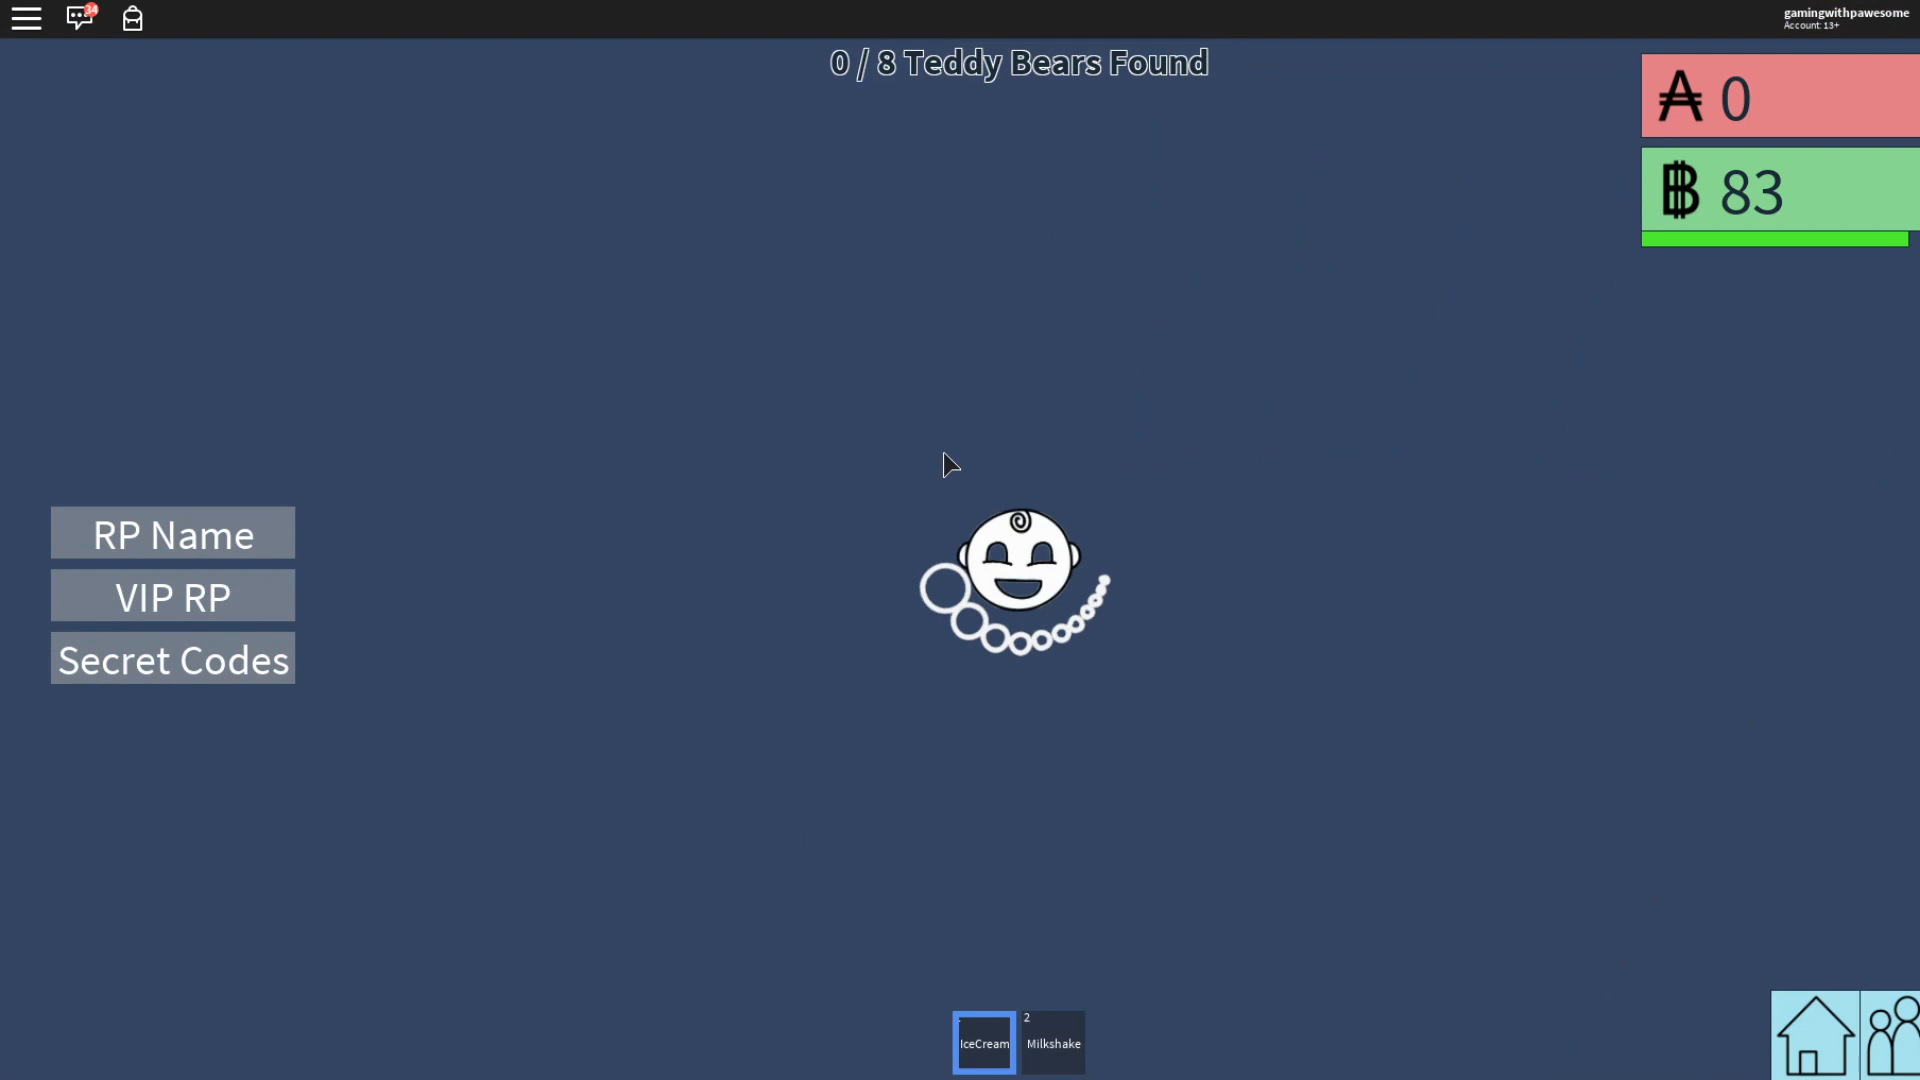 34
gamingwithpawesome
Account: 13+
0 / 8 Teddy Bears Found
0
83
RP Name
VIP RP
Secret Codes
IceCream
2
Milkshake